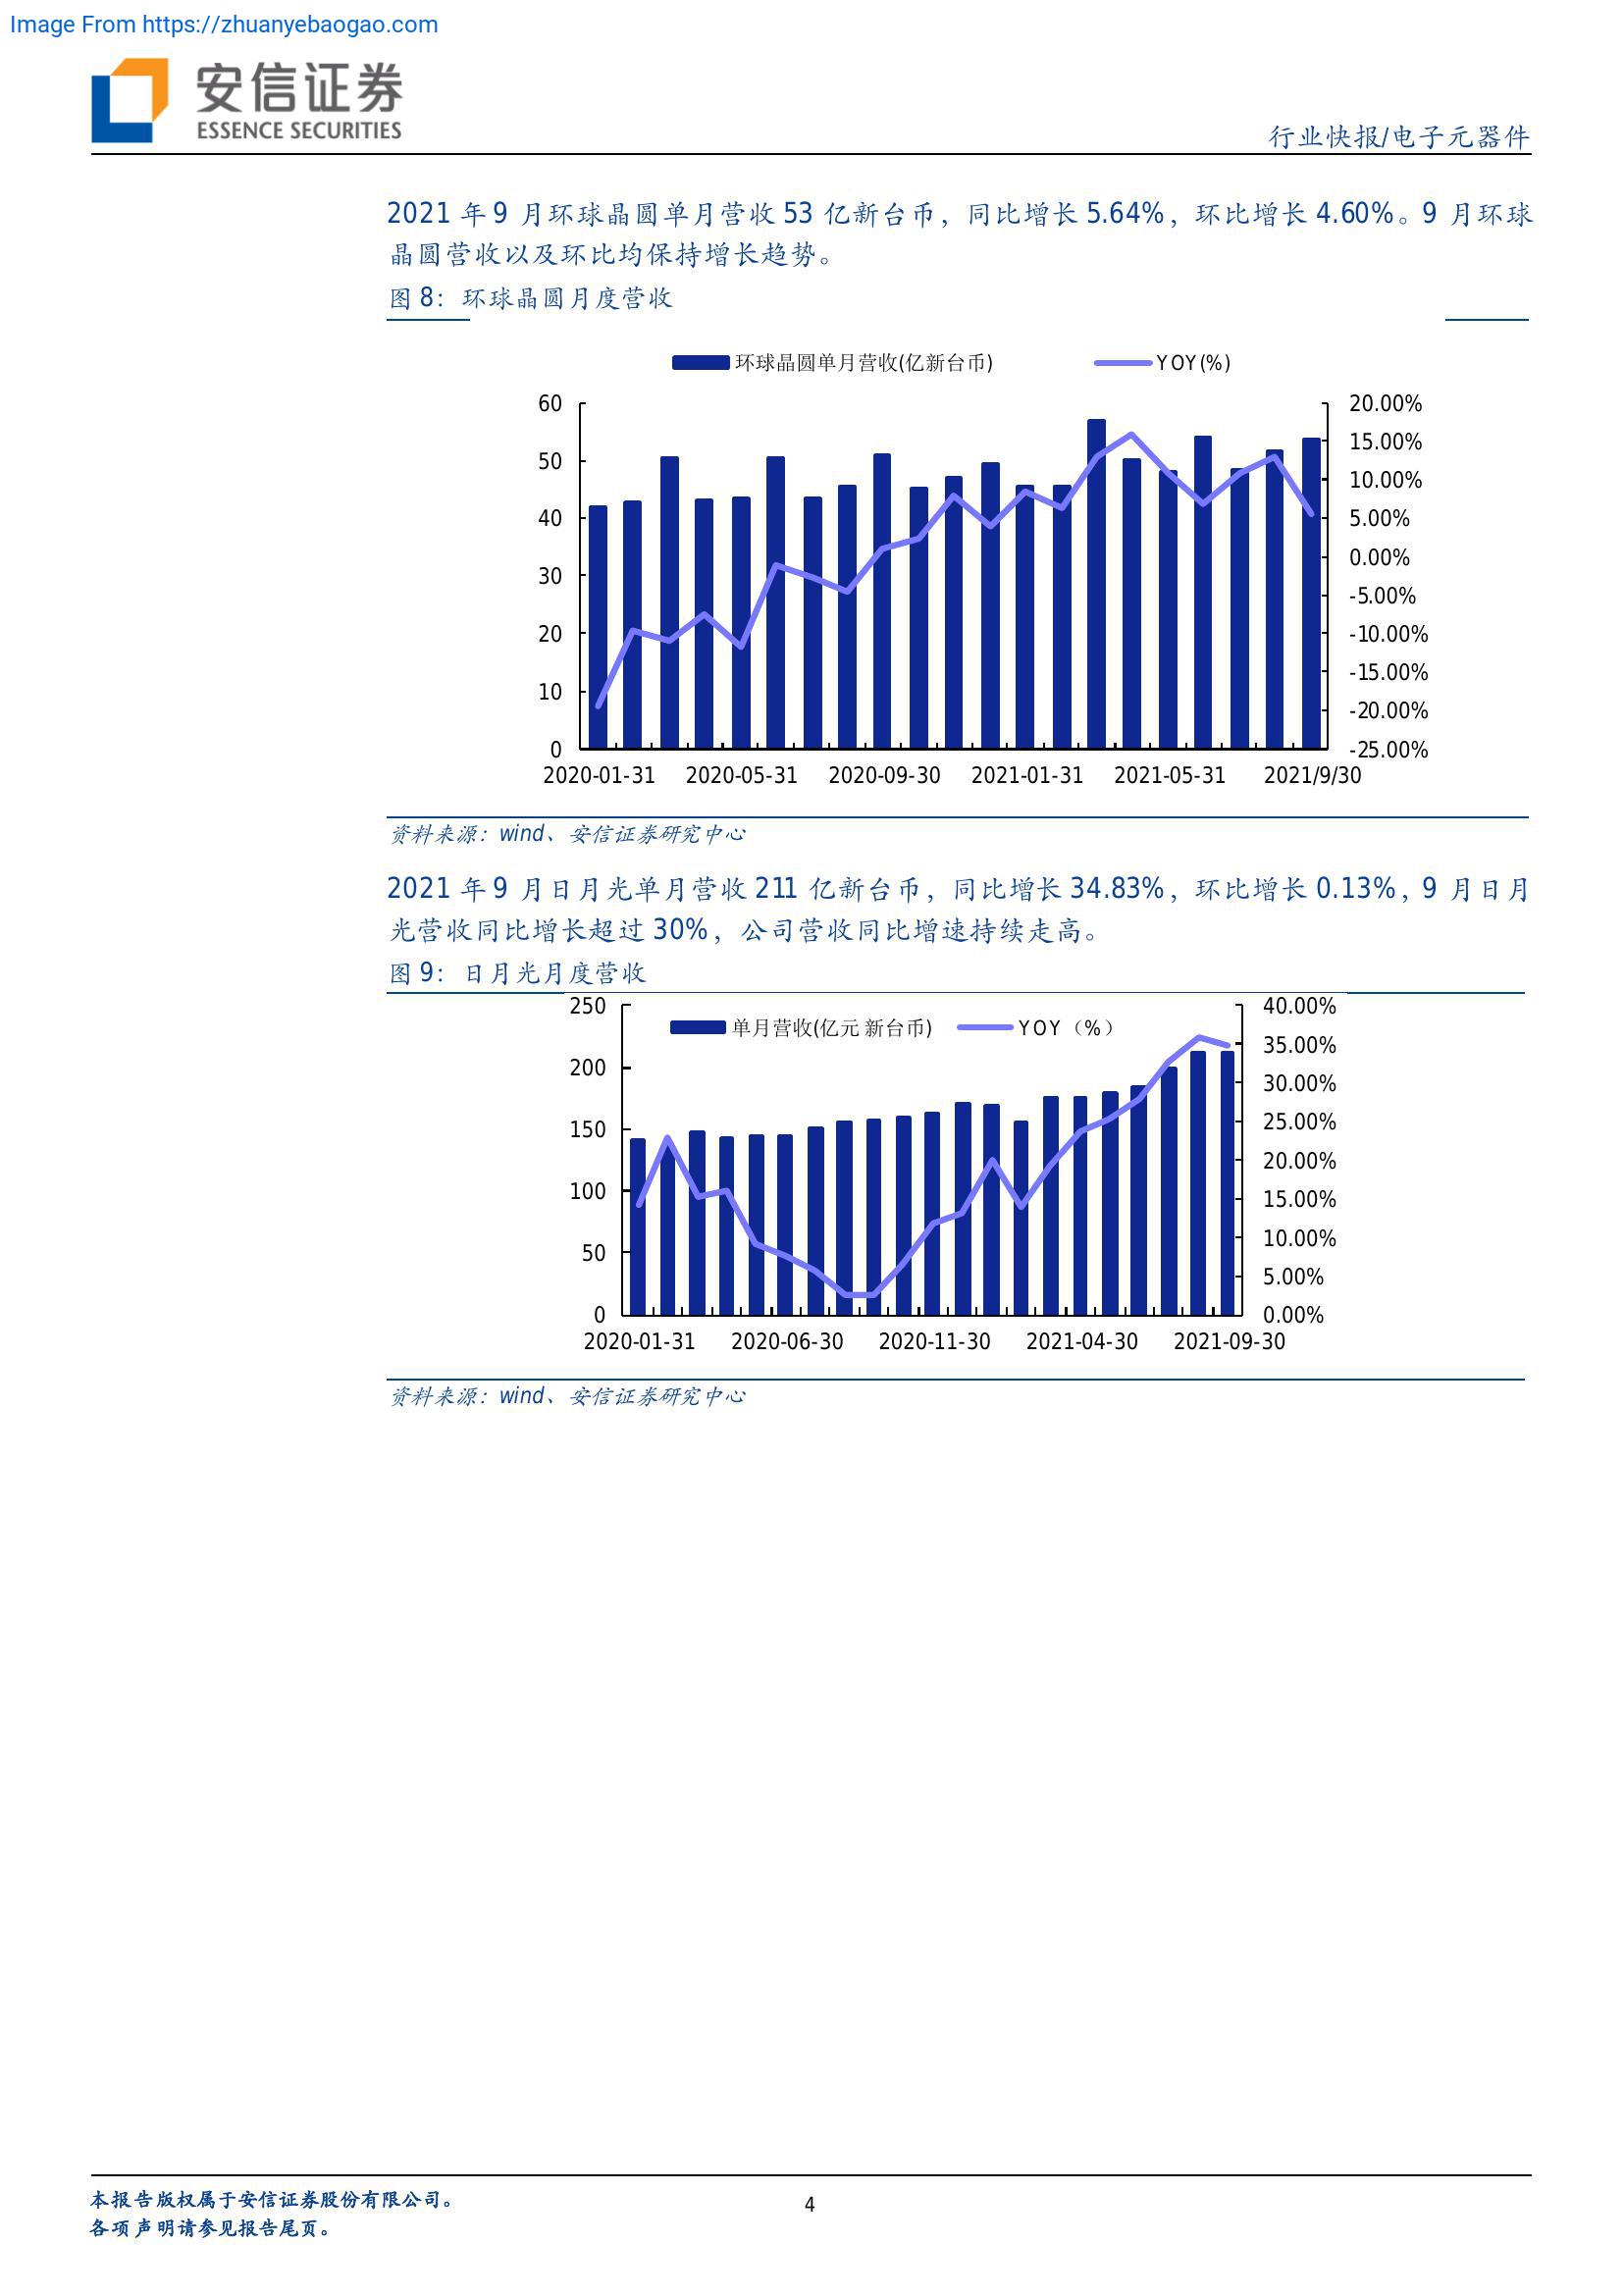 Image From https://zhuanyebaogao.com
安信证券
ESSENCE SECURITIES
行业快报/电子元器件
2021 年 9 月环球晶圆单月营收 53 亿新台币，同比增长 5.64%，环比增长 4.60%。9 月环球
晶圆营收以及环比均保持增长趋势。
图 8：环球晶圆月度营收
环球晶圆单月营收(亿新台币) YOY(%)
60 20.00%
15.00%
50
10.00%
40 5.00%
0.00%
30
-5.00%
20 -10.00%
-15.00%
10
-20.00%
0 -25.00%
2020-01-31 2020-05-31 2020-09-30 2021-01-31 2021-05-31 2021/9/30
资料来源：wind、安信证券研究中心
2021 年 9 月日月光单月营收 211 亿新台币，同比增长 34.83%，环比增长 0.13%，9 月日月
光营收同比增长超过 30%，公司营收同比增速持续走高。
图 9：日月光月度营收
250 40.00%
单月营收(亿元 新台币) YOY（%）
35.00%
200
30.00%
150 25.00%
20.00%
100
15.00%
50 10.00%
5.00%
0 0.00%
2020-01-31 2020-06-30 2020-11-30 2021-04-30 2021-09-30
资料来源：wind、安信证券研究中心
本报告版权属于安信证券股份有限公司。
4
各项声明请参见报告尾页。